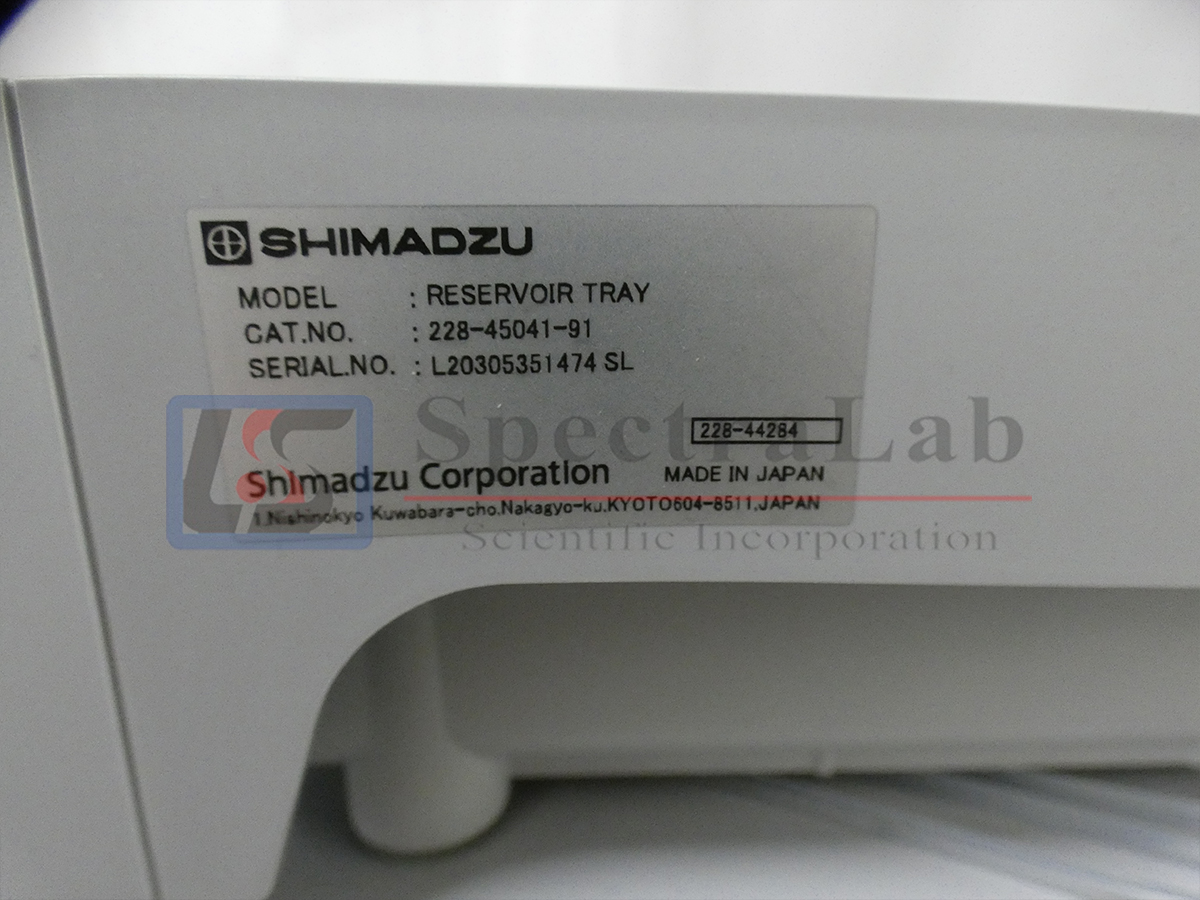 SHIMADZU
MODEL : RESERVOIR TRAY
CAT.NO. : 228-45041-91
SERIAL.NO. : L20305351474 SL
228-44284
Shimadzu Corporation MADE IN JAPAN
1,Nishinokyo Kuwabara-cho,Nakagyo-ku,KYOTO604-8511,JAPAN
LS SpectraLab
Scientific Incorporation